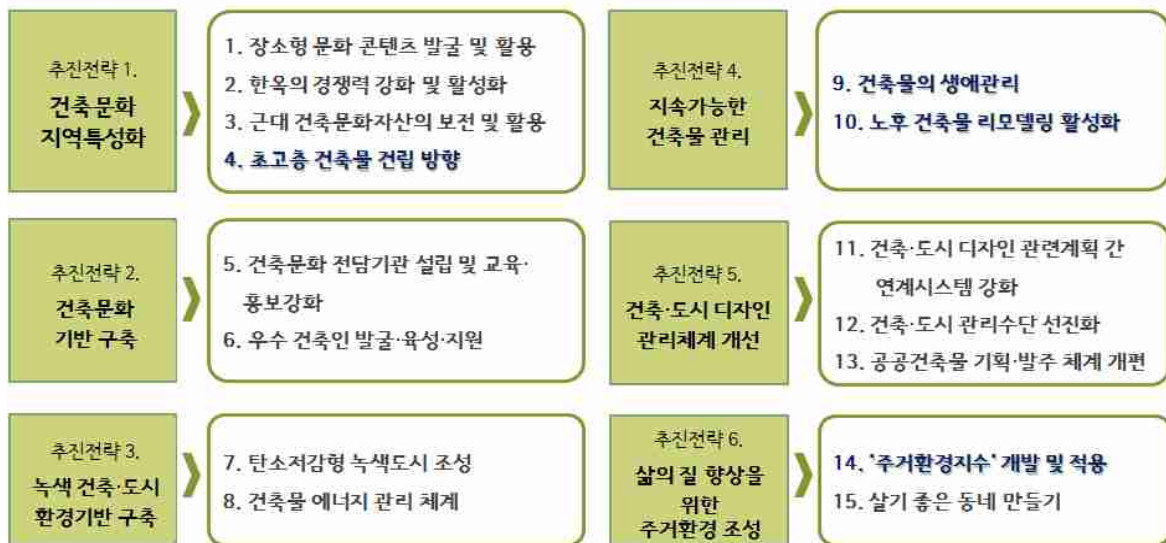 추진전략 1.
건축문화
지역특성화
1. 장소형 문화 콘텐츠 발굴 및 활용
2. 한옥의 경쟁력 강화 및 활성화
3. 근대 건축문화자산의 보전 및 활용
4. 초고층 건축물 건립 방향
추진전략 2.
건축문화
기반 구축
5. 건축문화 전담기관 설립 및 교육·
홍보강화
6. 우수 건축인 발굴·육성·지원
추진전략 3.
녹색 건축·도시
환경기반 구축
7. 탄소저감형 녹색도시 조성
8. 건축물 에너지 관리 체계
추진전략 4.
지속가능한
건축물 관리
9. 건축물의 생애관리
10. 노후 건축물 리모델링 활성화
추진전략 5.
건축·도시 디자인
관리체계 개선
11. 건축·도시 디자인 관련계획 간
연계시스템 강화
12. 건축·도시 관리수단 선진화
13. 공공건축물 기획·발주 체계 개편
추진전략 6.
삶의 질 향상을
위한
주거환경 조성
14. '주거환경지수' 개발 및 적용
15. 살기 좋은 동네 만들기